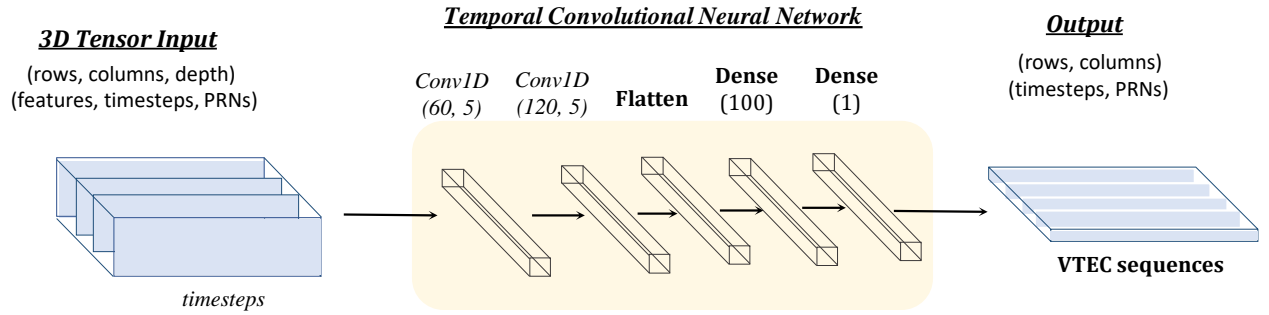 Temporal Convolutional Neural Network
3D Tensor Input
(rows, columns, depth)
(features, timesteps, PRNs)
Conv1D
(60, 5)
Conv1D
(120, 5)
Flatten
Dense
(100)
Dense
(1)
Output
(rows, columns)
(timesteps, PRNs)
timesteps
VTEC sequences